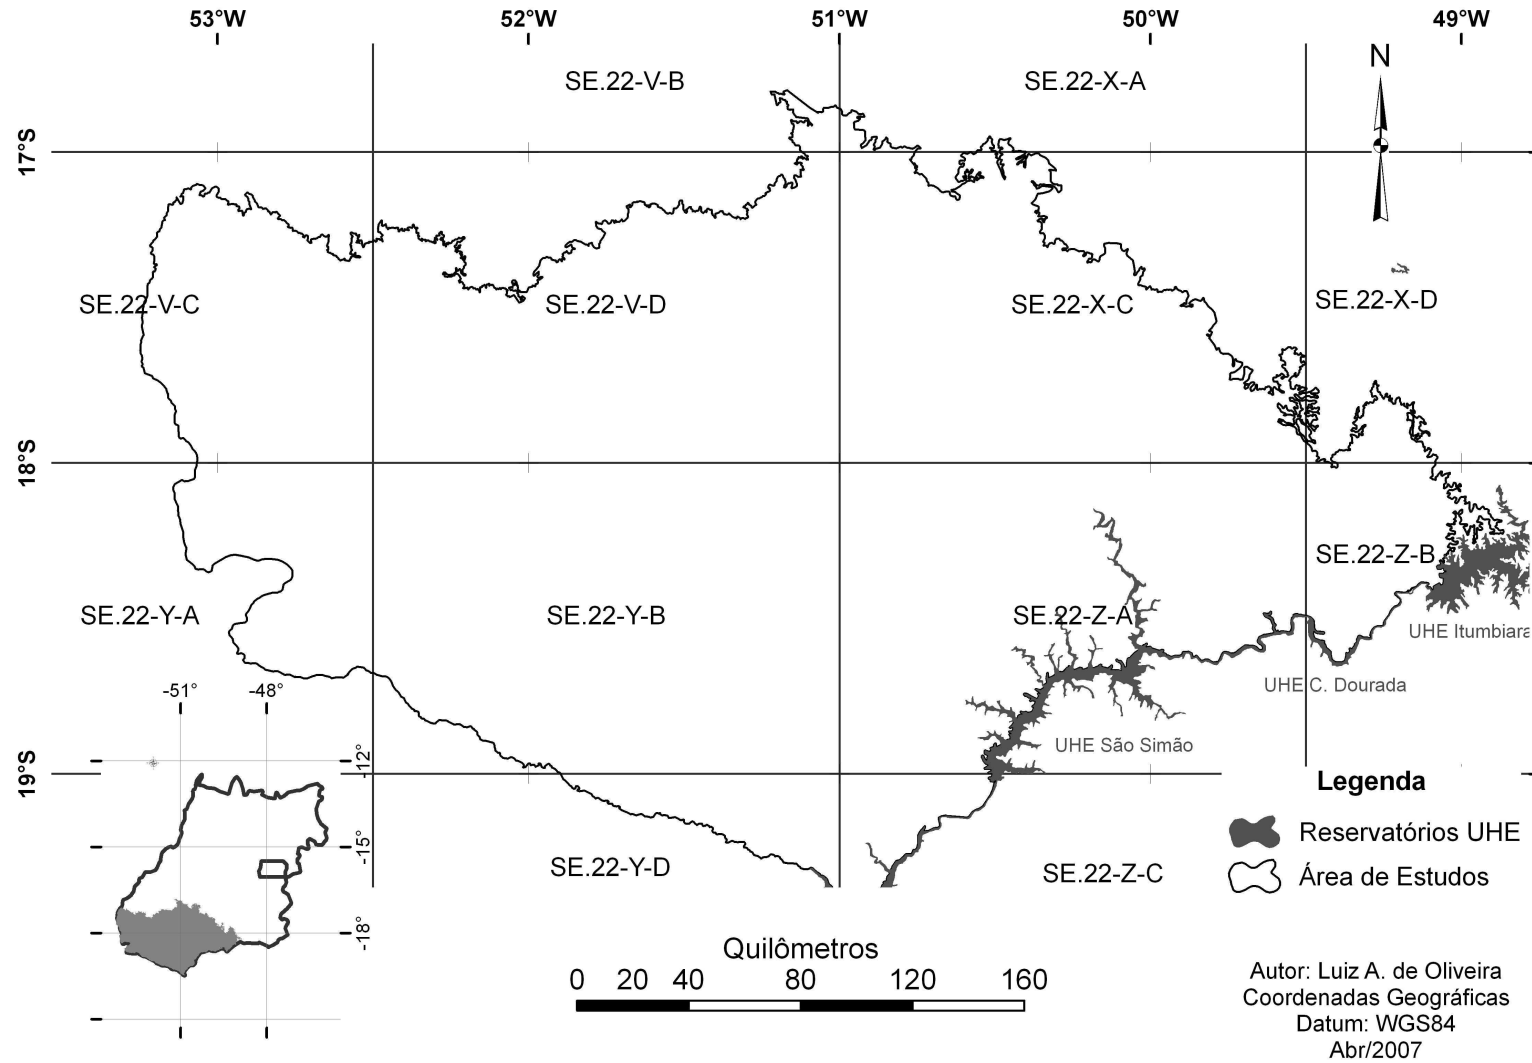 53°W 52°W 51°W 50°W 49°W
N
SE.22-V-B SE.22-X-A
17°S
SE.22-V-C SE.22-V-D SE.22-X-C SE.22-X-D
18°S
SE.22-Z-B
SE.22-Y-A SE.22-Y-B SE.22-Z-A
UHE Itumbiara
UHE C. Dourada
UHE São Simão
19°S
-51° -48°
-12°
-15°
-18°
SE.22-Y-D SE.22-Z-C
Legenda
Reservatórios UHE
Área de Estudos
Quilômetros
0 20 40 80 120 160
Autor: Luiz A. de Oliveira
Coordenadas Geográficas
Datum: WGS84
Abr/2007